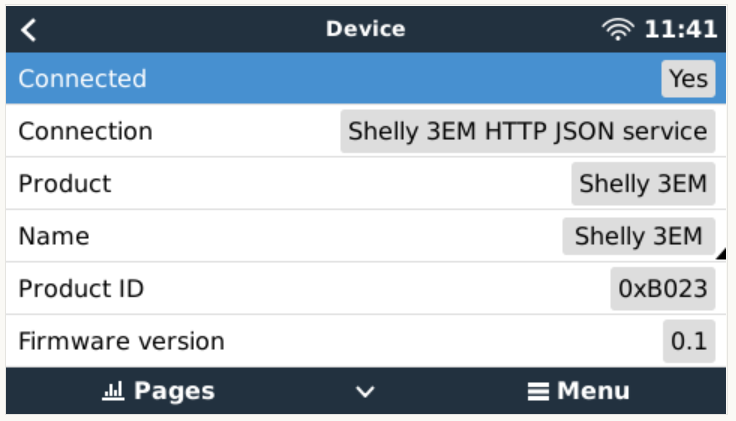 Device 11:41
Connected Yes
Connection Shelly 3EM HTTP JSON service
Product Shelly 3EM
Name Shelly 3EM
Product ID 0xB023
Firmware version 0.1
Pages Menu